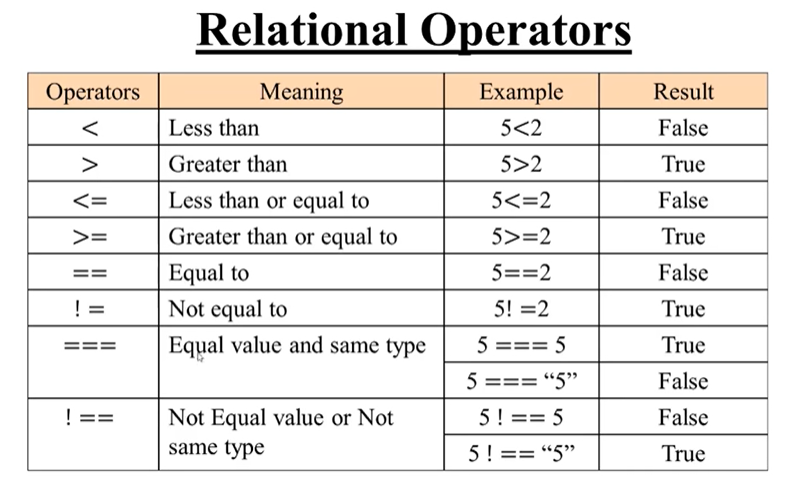 Relational Operators
Operators Meaning Example Result
< Less than 5<2 False
> Greater than 5>2 True
<= Less than or equal to 5<=2 False
>= Greater than or equal to 5>=2 True
== Equal to 5==2 False
! = Not equal to 5! =2 True
=== Equal value and same type 5 === 5 True
5 === “5” False
! == Not Equal value or Not same type 5 ! == 5 False
5 ! == “5” True